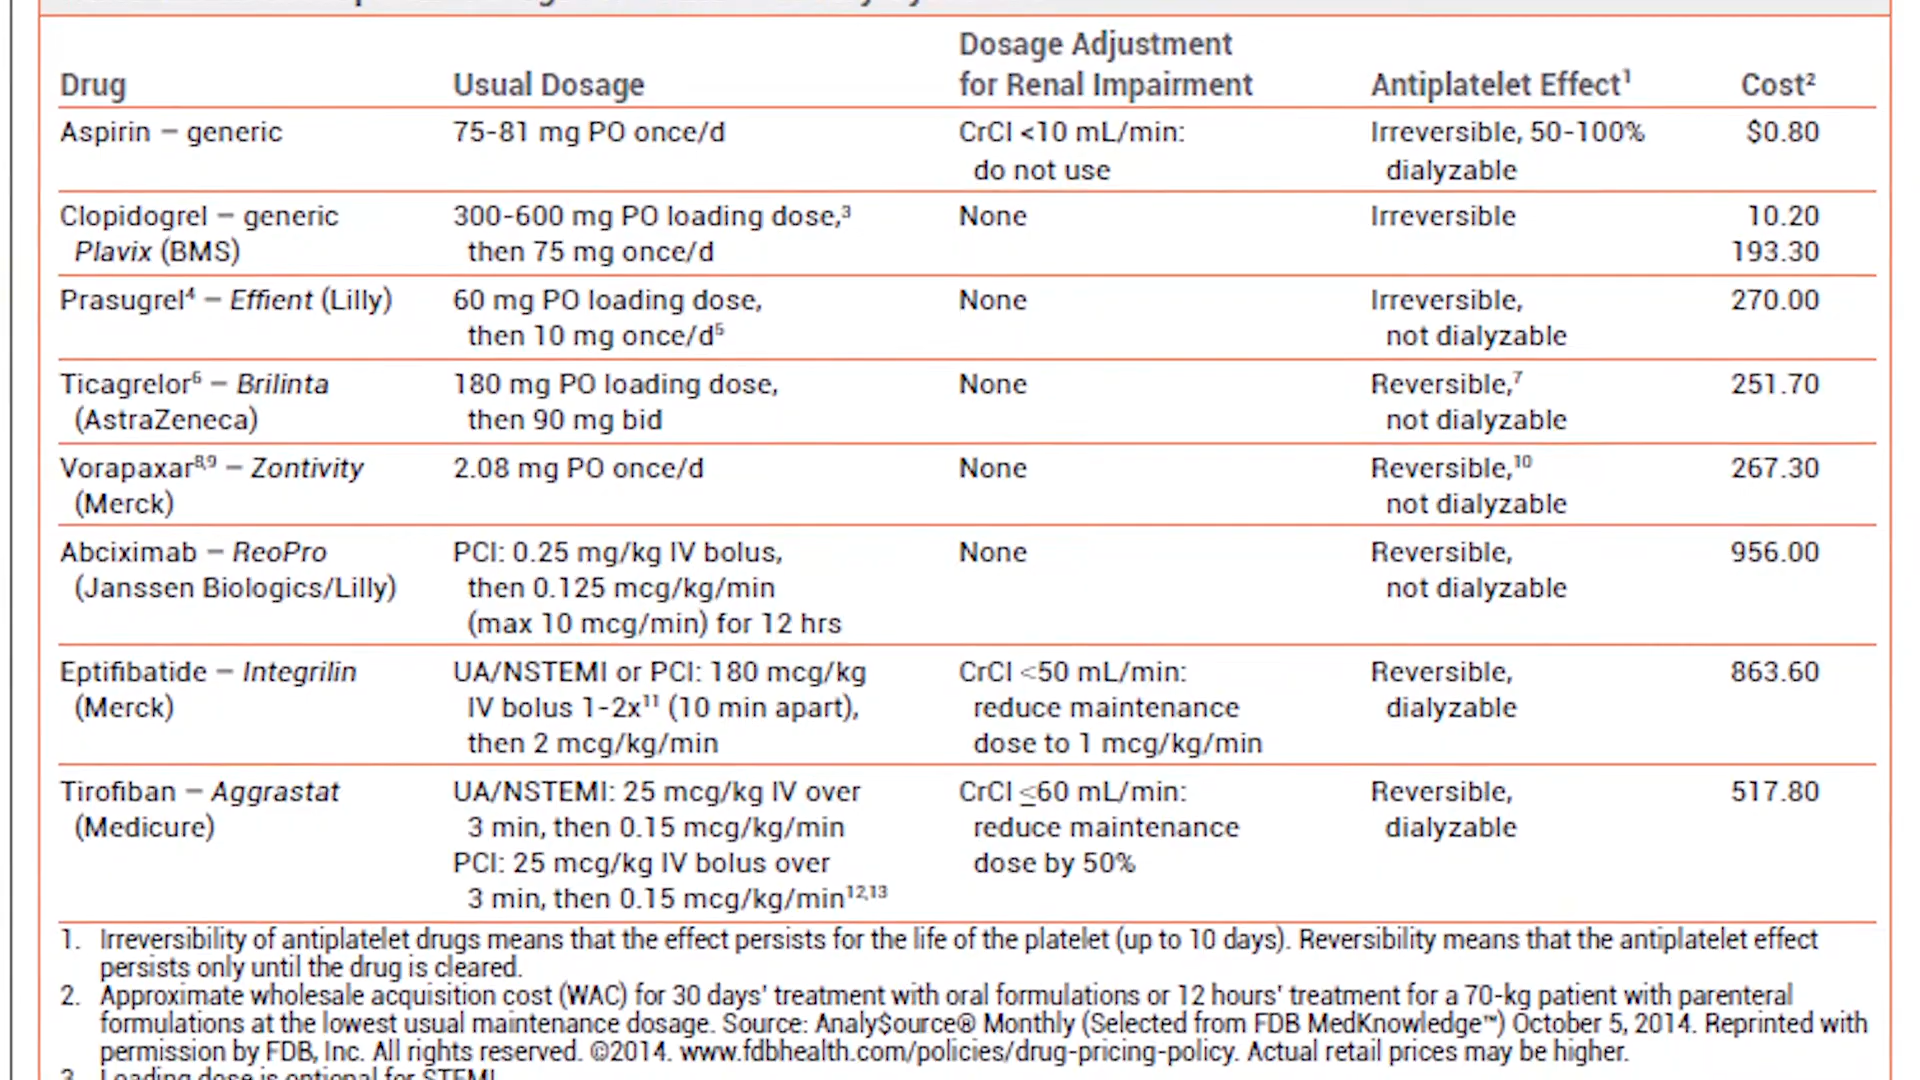 Drug Usual Dosage Dosage Adjustment for Renal Impairment Antiplatelet Effect¹ Cost²
Aspirin – generic 75-81 mg PO once/d CrCl <10 mL/min: Irreversible, 50-100% $0.80
do not use dialyzable
Clopidogrel – generic 300-600 mg PO loading dose,³ None Irreversible 10.20
Plavix (BMS) then 75 mg once/d 193.30
Prasugrel⁴ – Effient (Lilly) 60 mg PO loading dose, None Irreversible, 270.00
then 10 mg once/d⁵ not dialyzable
Ticagrelor⁶ – Brilinta 180 mg PO loading dose, None Reversible,⁷ 251.70
(AstraZeneca) then 90 mg bid not dialyzable
Vorapaxar⁸,⁹ – Zontivity 2.08 mg PO once/d None Reversible,¹⁰ 267.30
(Merck) not dialyzable
Abciximab – ReoPro PCI: 0.25 mg/kg IV bolus, None Reversible, 956.00
(Janssen Biologics/Lilly) then 0.125 mcg/kg/min not dialyzable
(max 10 mcg/min) for 12 hrs
Eptifibatide – Integrilin UA/NSTEMI or PCI: 180 mcg/kg CrCl <50 mL/min: Reversible, 863.60
(Merck) IV bolus 1-2x¹¹ (10 min apart), reduce maintenance dialyzable
then 2 mcg/kg/min dose to 1 mcg/kg/min
Tirofiban – Aggrastat UA/NSTEMI: 25 mcg/kg IV over CrCl ≤60 mL/min: Reversible, 517.80
(Medicure) 3 min, then 0.15 mcg/kg/min reduce maintenance dialyzable
PCI: 25 mcg/kg IV bolus over dose by 50%
3 min, then 0.15 mcg/kg/min¹²,¹³
1. Irreversibility of antiplatelet drugs means that the effect persists for the life of the platelet (up to 10 days). Reversibility means that the antiplatelet effect
persists only until the drug is cleared.
2. Approximate wholesale acquisition cost (WAC) for 30 days' treatment with oral formulations or 12 hours' treatment for a 70-kg patient with parenteral
formulations at the lowest usual maintenance dosage. Source: Analy$ource® Monthly (Selected from FDB MedKnowledge™) October 5, 2014. Reprinted with
permission by FDB, Inc. All rights reserved. ©2014. www.fdbhealth.com/policies/drug-pricing-policy. Actual retail prices may be higher.
3. Loading dose is optional for STEMI.